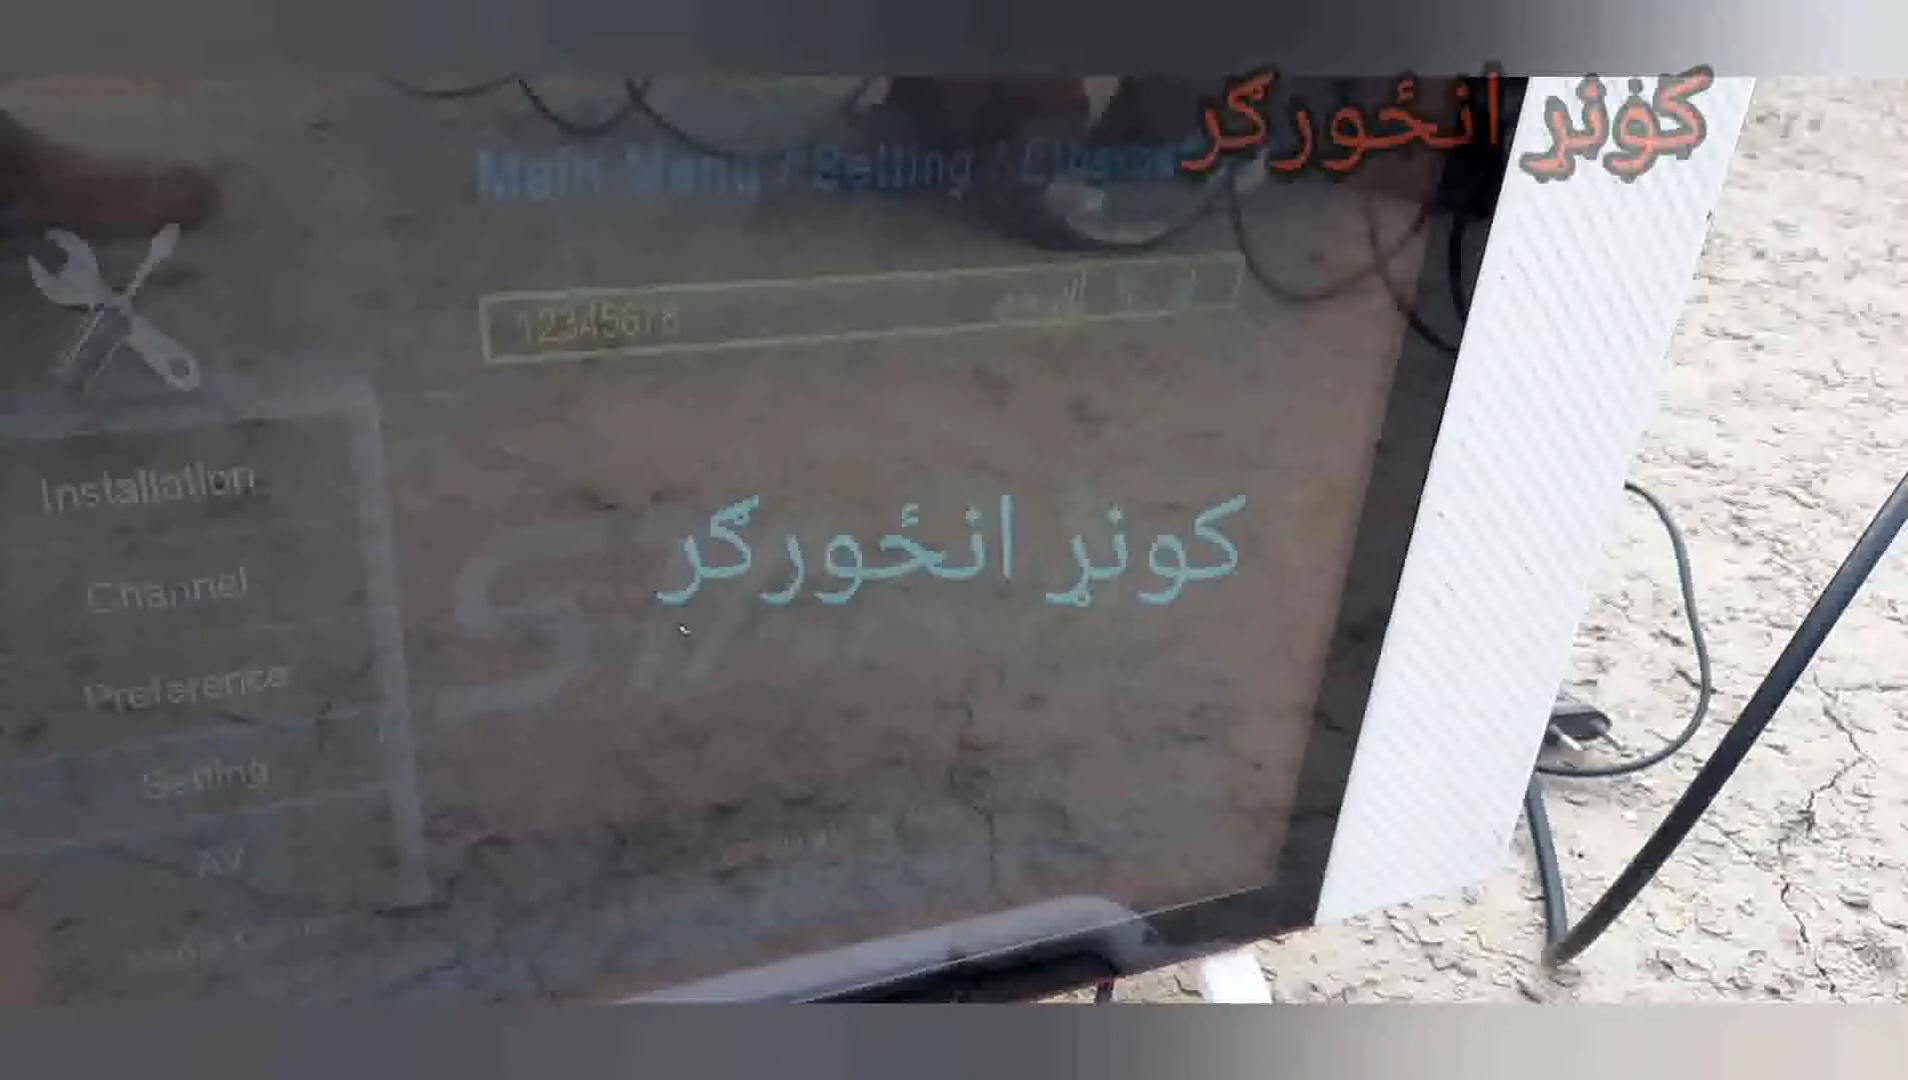 کونړ انځورګر
Main Menu / Setting /
12345678
Installation
Channel
کونړ انځورګر
Preference
Setting
AV